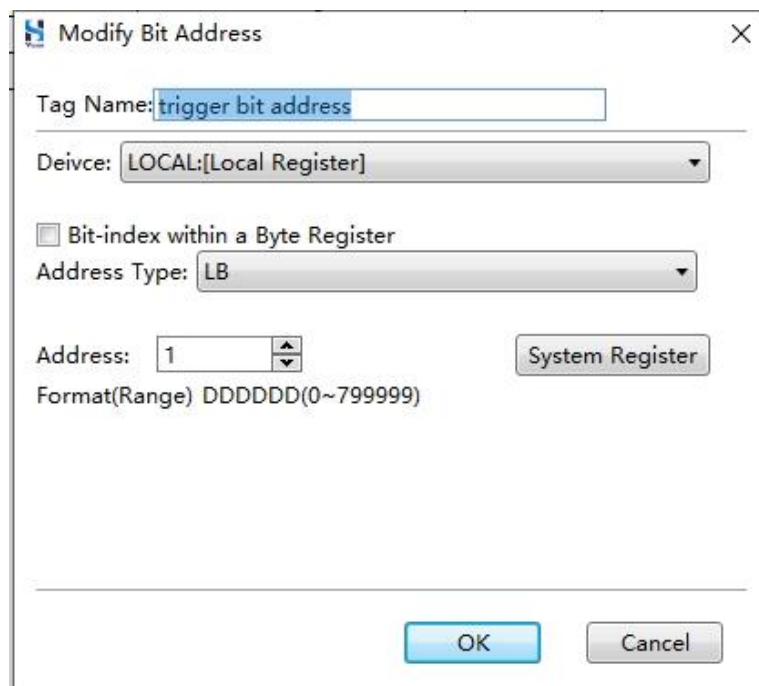 Modify Bit Address
Tag Name: trigger bit address
Deivce: LOCAL:[Local Register]
Bit-index within a Byte Register
Address Type: LB
Address: 1 System Register
Format(Range) DDDDDD(0~799999)
OK Cancel